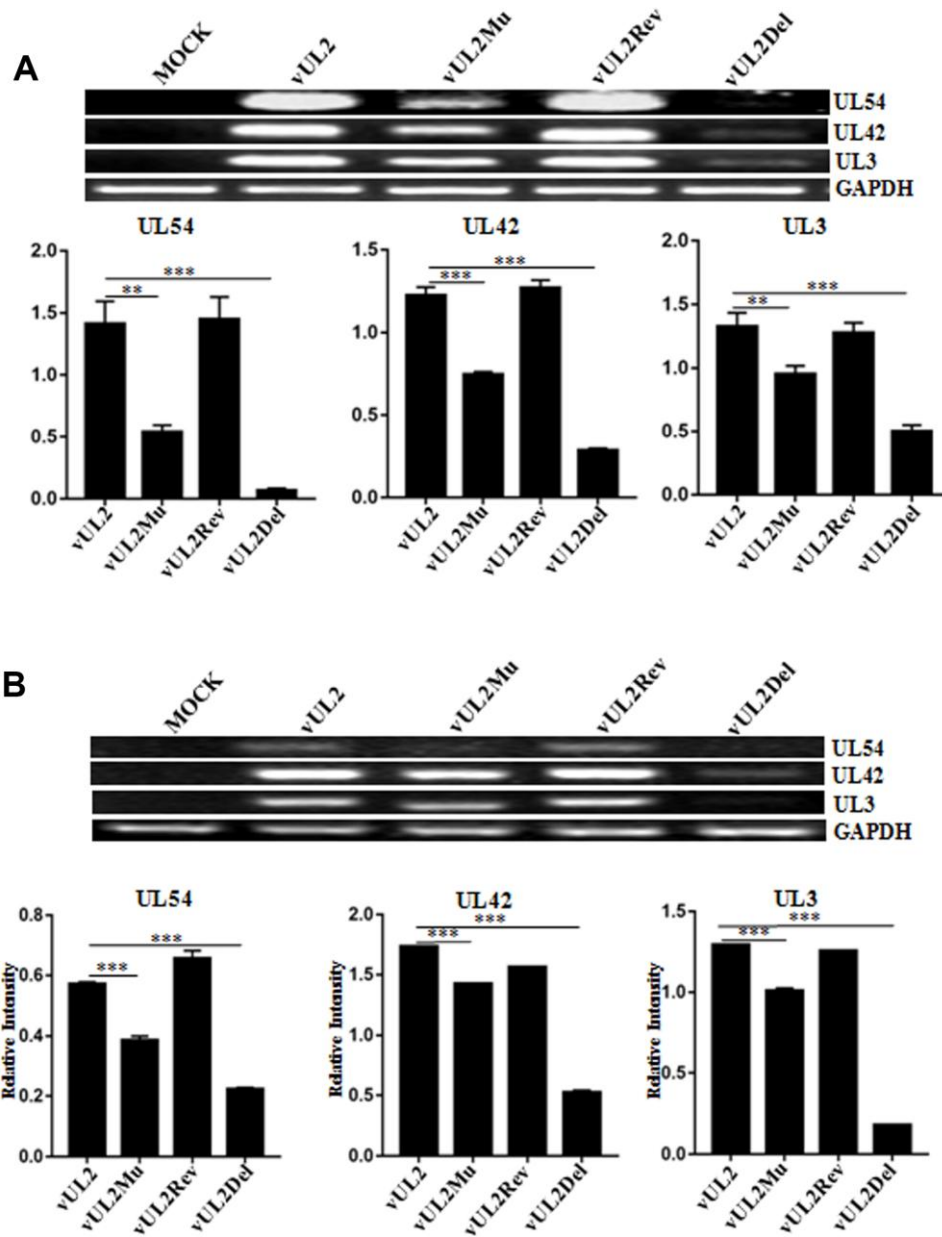 A
MOCK vUL2 vUL2Mu vUL2Rev vUL2Del
UL54
UL42
UL3
GAPDH
UL54 UL42 UL3
2.0 1.5 1.0 0.5 0.0
*** **
vUL2 vUL2Mu vUL2Rev vUL2Del
1.5 1.0 0.5 0.0
*** ***
vUL2 vUL2Mu vUL2Rev vUL2Del
2.0 1.5 1.0 0.5 0.0
*** **
vUL2 vUL2Mu vUL2Rev vUL2Del
B
MOCK vUL2 vUL2Mu vUL2Rev vUL2Del
UL54
UL42
UL3
GAPDH
UL54 UL42 UL3
Relative Intensity
0.8 0.6 0.4 0.2 0.0
*** ***
vUL2 vUL2Mu vUL2Rev vUL2Del
Relative Intensity
2.0 1.5 1.0 0.5 0.0
*** ***
vUL2 vUL2Mu vUL2Rev vUL2Del
Relative Intensity
1.5 1.0 0.5 0.0
*** ***
vUL2 vUL2Mu vUL2Rev vUL2Del